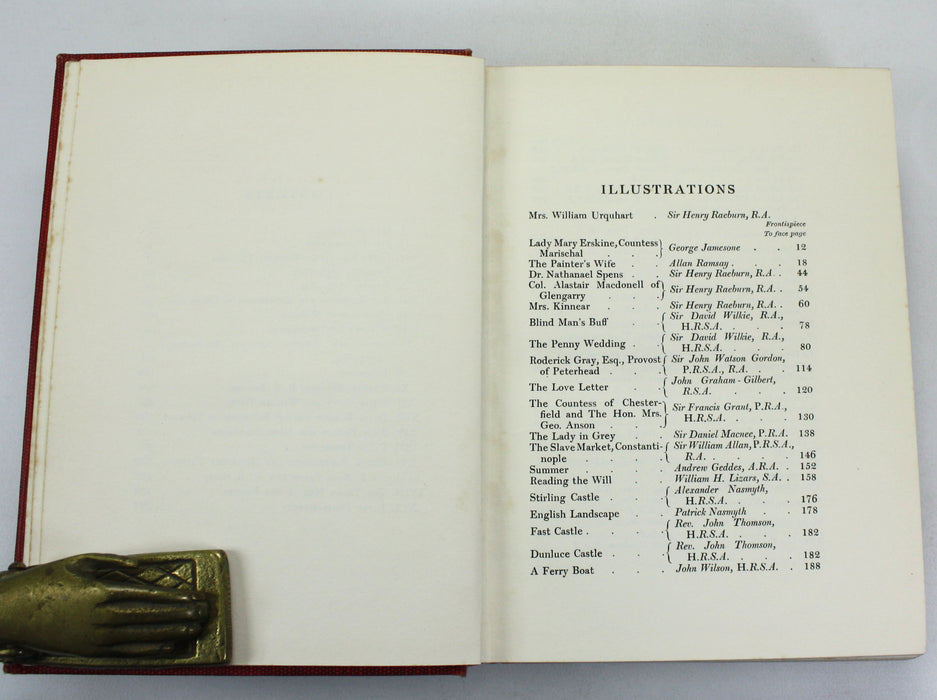 ILLUSTRATIONS
Mrs. William Urquhart . Sir Henry Raeburn, R.A.
Frontispiece
To face page
Lady Mary Erskine, Countess
Marischal . . . } George Jamesone . . 12
The Painter's Wife . . Allan Ramsay . . . 18
Dr. Nathanael Spens . . Sir Henry Raeburn, R.A. . 44
Col. Alastair Macdonell of
Glengarry . . . } Sir Henry Raeburn, R.A. . 54
Mrs. Kinnear . . . Sir Henry Raeburn, R.A. . 60
Blind Man's Buff . . { Sir David Wilkie, R.A.,
H.R.S.A. . . . 78
The Penny Wedding . . { Sir David Wilkie, R.A.,
H.R.S.A. . . . 80
Roderick Gray, Esq., Provost { Sir John Watson Gordon,
of Peterhead . . . P.R.S.A., R.A. . . 114
The Love Letter . . { John Graham-Gilbert,
R.S.A. . . . 120
The Countess of Chester-
field and The Hon. Mrs. } Sir Francis Grant, P.R.A.,
Geo. Anson . . . H.R.S.A. . . . 130
The Lady in Grey . . Sir Daniel Macnee, P.R.A. 138
The Slave Market, Constanti- { Sir William Allan, P.R.S.A.,
nople . . . . R.A. . . . . 146
Summer . . . . Andrew Geddes, A.R.A. . 152
Reading the Will . . William H. Lizars, S.A. . 158
Stirling Castle . . . { Alexander Nasmyth,
H.R.S.A. . . . 176
English Landscape . . Patrick Nasmyth . . 178
Fast Castle . . . . { Rev. John Thomson,
H.R.S.A. . . . 182
Dunluce Castle . . . { Rev. John Thomson,
H.R.S.A. . . . 182
A Ferry Boat . . . John Wilson, H.R.S.A. . 188